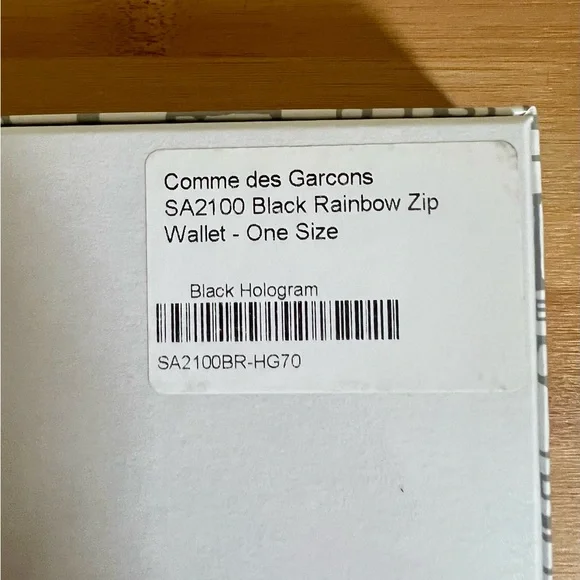 Comme des Garcons
SA2100 Black Rainbow Zip
Wallet - One Size
Black Hologram
SA2100BR-HG70